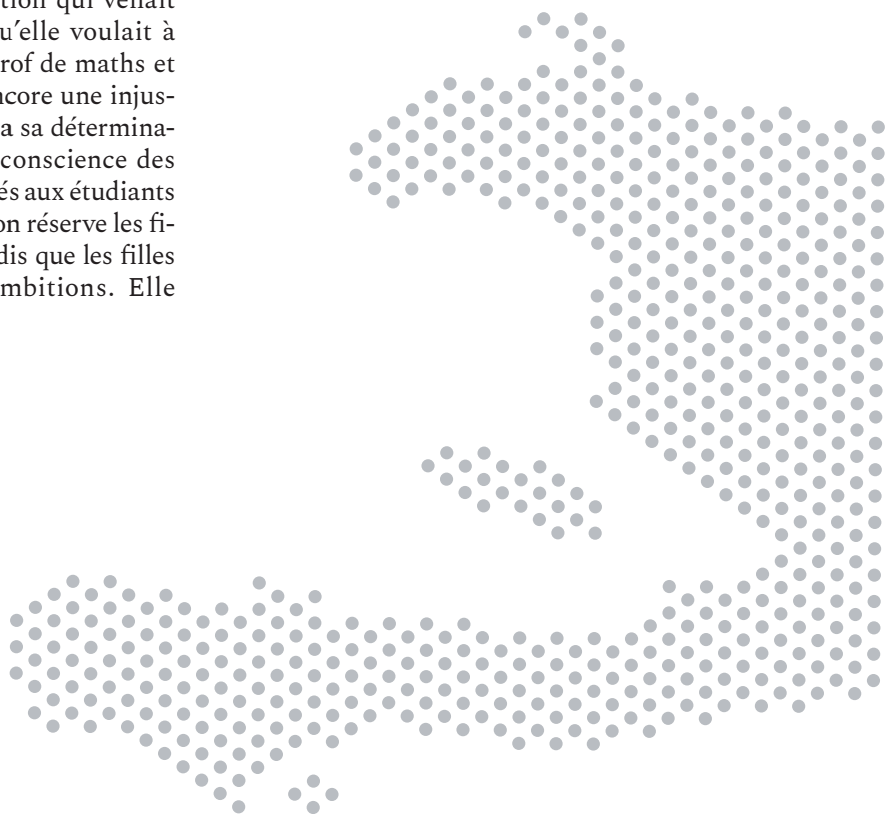 tion qui venait
u’elle voulait à
rof de maths et
ncore une injus-
a sa détermina-
conscience des
és aux étudiants
on réserve les fi-
dis que les filles
mbitions. Elle